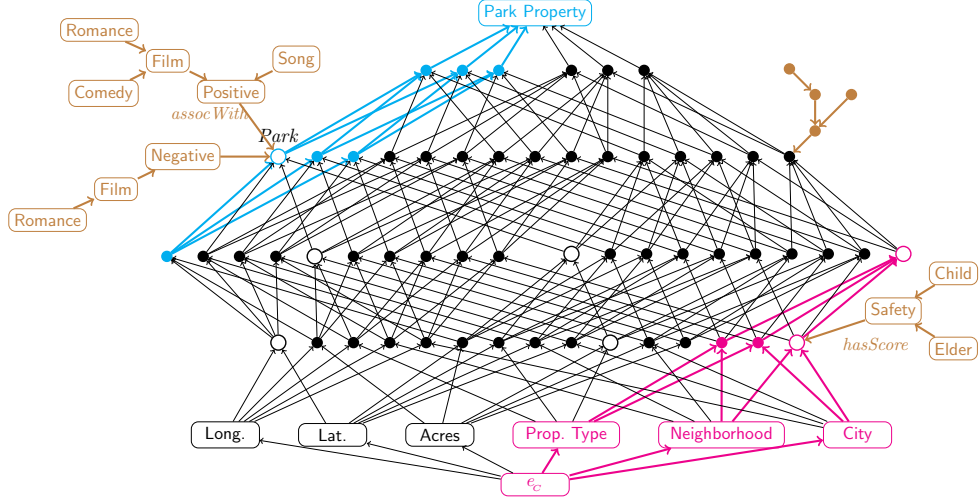 Park Property
Romance
Film
Song
Comedy
Positive
assocWith
Park
Negative
Film
Romance
Child
Safety
hasScore
Elder
Long.
Lat.
Acres
Prop. Type
Neighborhood
City
e_C